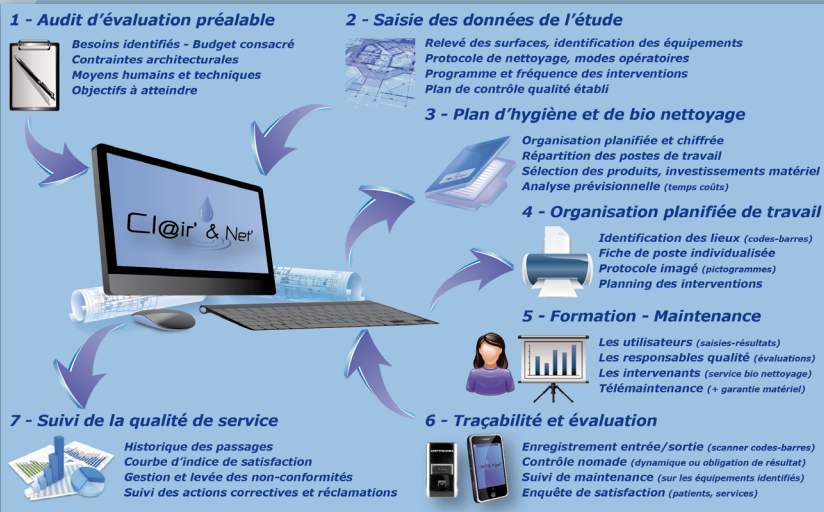 1 - Audit d'évaluation préalable
Besoins identifiés - Budget consacré
Contraintes architecturales
Moyens humains et techniques
Objectifs à atteindre
2 - Saisie des données de l'étude
Relevé des surfaces, identification des équipements
Protocole de nettoyage, modes opératoires
Programme et fréquence des interventions
Plan de contrôle qualité établi
3 - Plan d'hygiène et de bio nettoyage
Organisation planifiée et chiffrée
Répartition des postes de travail
Sélection des produits, investissements matériel
Analyse prévisionnelle (temps coûts)
Cl@ir' & Net'
4 - Organisation planifiée de travail
Identification des lieux (codes-barres)
Fiche de poste individualisée
Protocole imagé (pictogrammes)
Planning des interventions
5 - Formation - Maintenance
Les utilisateurs (saisies-résultats)
Les responsables qualité (évaluations)
Les intervenants (service bio nettoyage)
Télémaintenance (+ garantie matériel)
7 - Suivi de la qualité de service
Historique des passages
Courbe d'indice de satisfaction
Gestion et levée des non-conformités
Suivi des actions correctives et réclamations
6 - Traçabilité et évaluation
Enregistrement entrée/sortie (scanner codes-barres)
Contrôle nomade (dynamique ou obligation de résultat)
Suivi de maintenance (sur les équipements identifiés)
Enquête de satisfaction (patients, services)